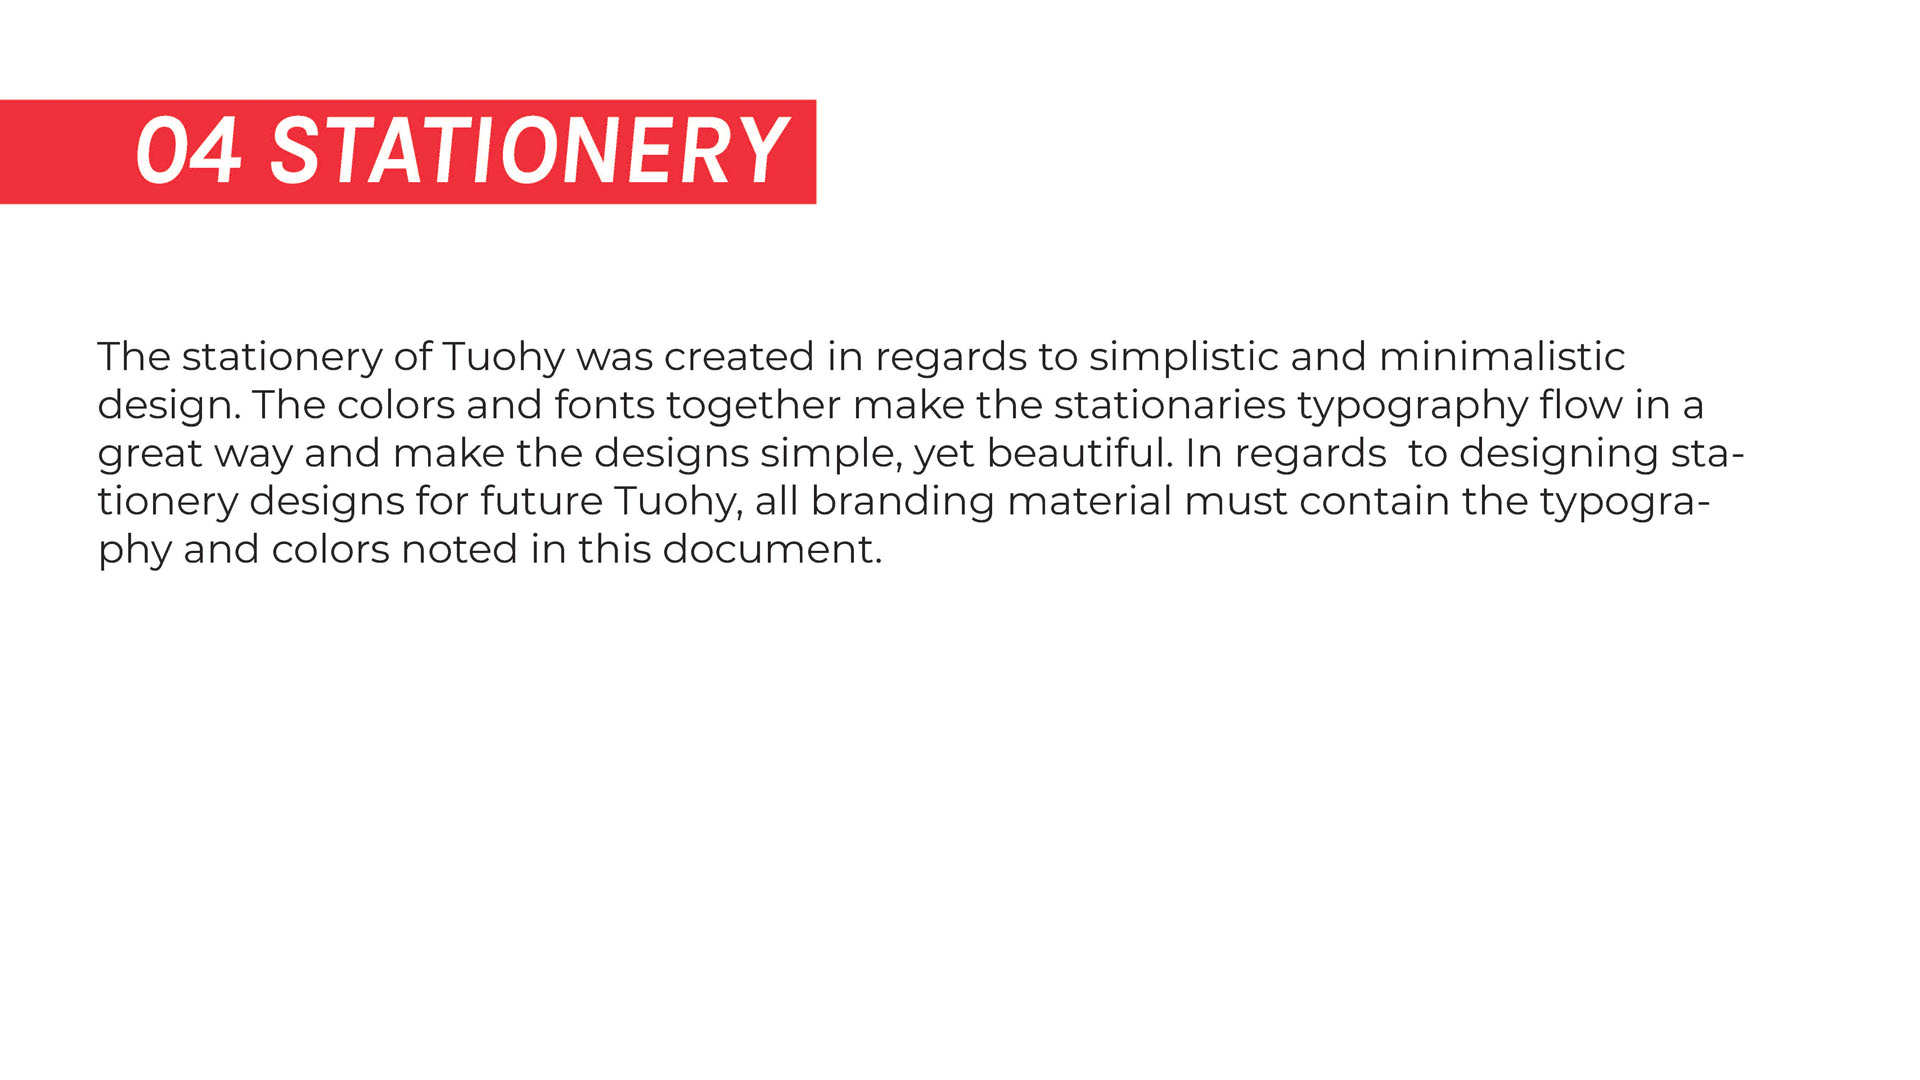 04 STATIONERY
The stationery of Tuohy was created in regards to simplistic and minimalistic
design. The colors and fonts together make the stationaries typography flow in a
great way and make the designs simple, yet beautiful. In regards  to designing sta-
tionery designs for future Tuohy, all branding material must contain the typogra-
phy and colors noted in this document.